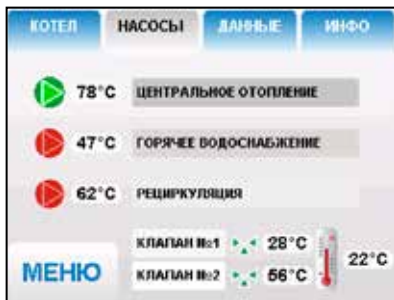 КОТЕЛ НАСОСЫ ДАННЫЕ ИНФО
78°C ЦЕНТРАЛЬНОЕ ОТОПЛЕНИЕ
47°C ГОРЯЧЕЕ ВОДОСНАБЖЕНИЕ
62°C РЕЦИРКУЛЯЦИЯ
КЛАПАН №1 28°C
22°C
МЕНЮ КЛАПАН №2 56°C